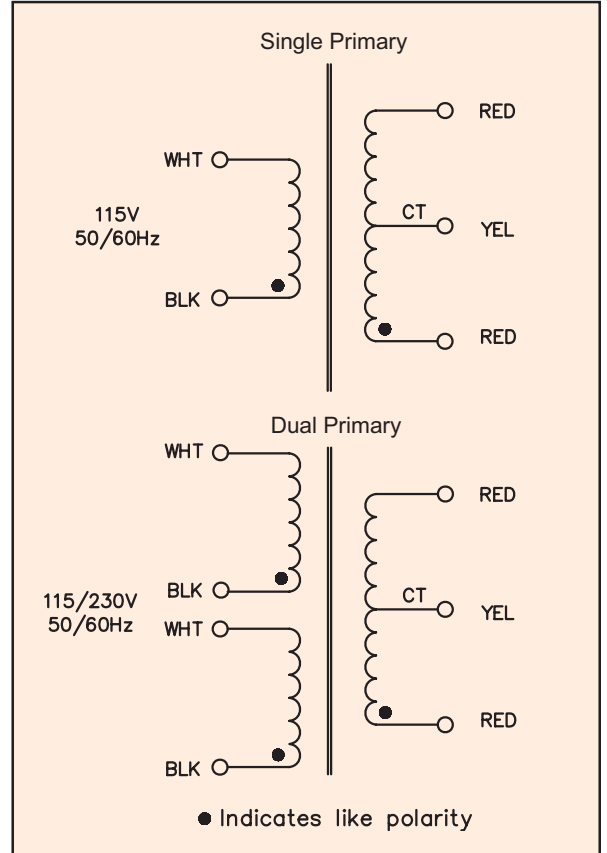 Single Primary
RED
WHT
115V
50/60Hz
CT
YEL
BLK
RED
Dual Primary
WHT
RED
BLK
115/230V
50/60Hz
WHT
CT
YEL
RED
BLK
Indicates like polarity